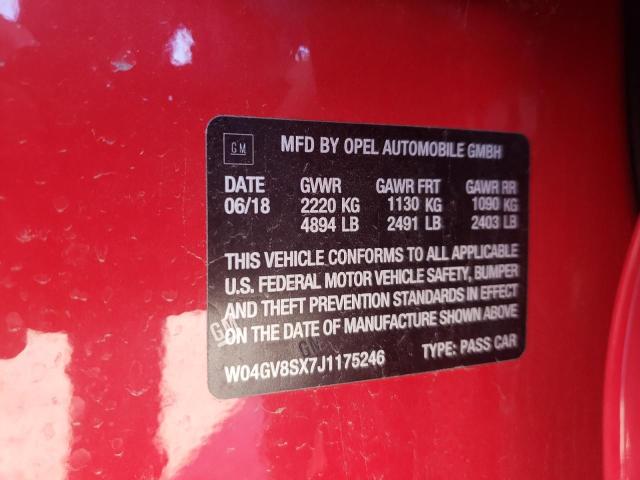 GM MFD BY OPEL AUTOMOBILE GMBH
DATE GVWR GAWR FRT GAWR RR
06/18 2220 KG 1130 KG 1090 KG
4894 LB 2491 LB 2403 LB
THIS VEHICLE CONFORMS TO ALL APPLICABLE
U.S. FEDERAL MOTOR VEHICLE SAFETY, BUMPER
AND THEFT PREVENTION STANDARDS IN EFFECT
ON THE DATE OF MANUFACTURE SHOWN ABOVE
GM
GM
W04GV8SX7J1175246 TYPE: PASS CAR